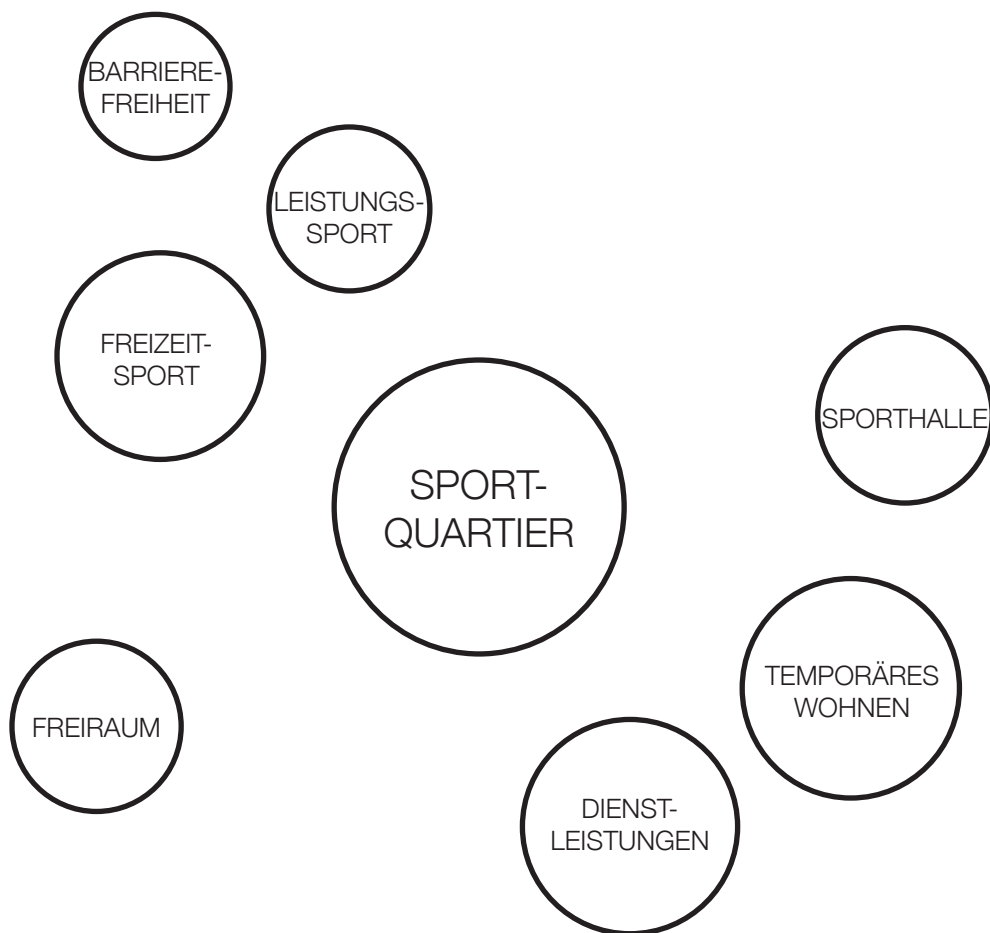 BARRIERE-
FREIHEIT
LEISTUNGS-
SPORT
FREIZEIT-
SPORT
SPORTHALLE
SPORT-
QUARTIER
TEMPORÄRES
WOHNEN
FREIRAUM
DIENST-
LEISTUNGEN